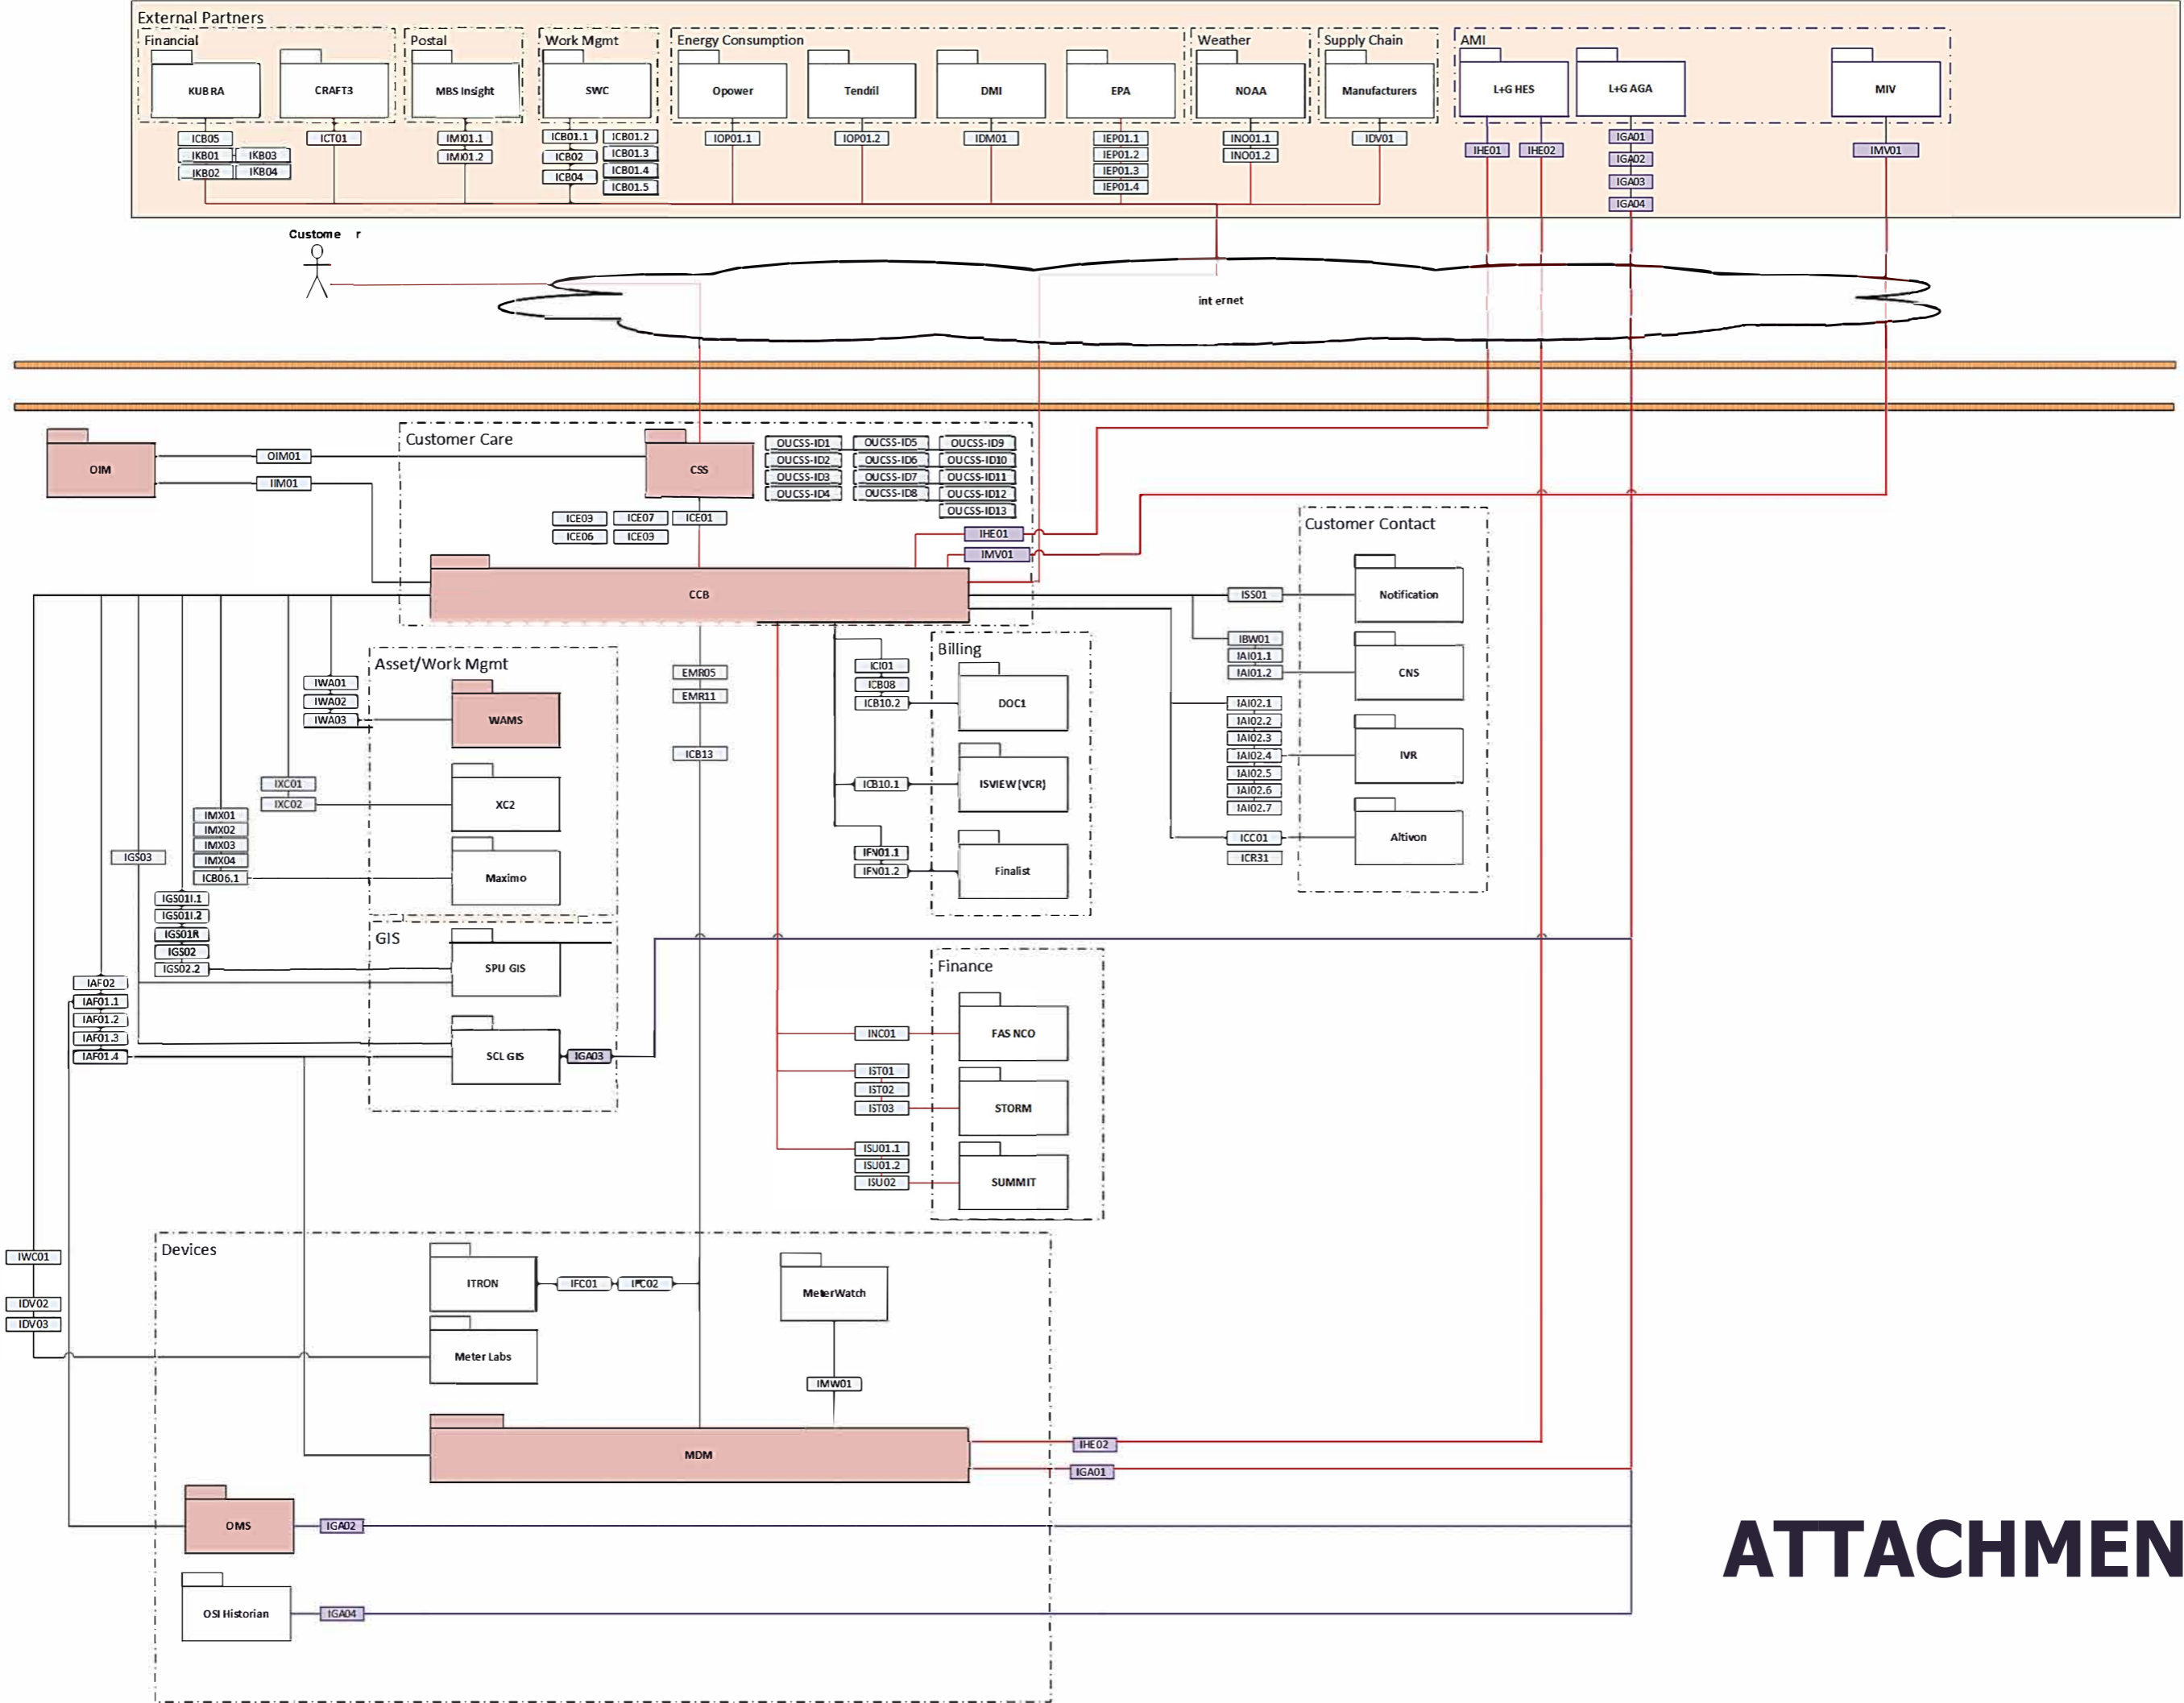 External Partners
Financial
Postal
Work Mgmt
Energy Consumption
Weather
Supply Chain
AMI
KUBRA
CRAFT3
MBS Insight
SWC
Opower
Tendril
DMI
EPA
NOAA
Manufacturers
L+G HES
L+G AGA
MIV
ICB05
IKB01
IKB03
IKB02
IKB04
ICT01
IMI01.1
IMI01.2
ICB01.1
ICB01.2
ICB02
ICB01.3
ICB04
ICB01.4
ICB01.5
IOP01.1
IOP01.2
IDM01
IEP01.1
IEP01.2
IEP01.3
IEP01.4
INO01.1
INO01.2
IDV01
IHE01
IHE02
IGA01
IGA02
IGA03
IGA04
IMV01
Custome r
int ernet
Customer Care
OIM
OIM01
IIM01
CSS
OUCSS-ID1
OUCSS-ID5
OUCSS-ID9
OUCSS-ID2
OUCSS-ID6
OUCSS-ID10
OUCSS-ID3
OUCSS-ID7
OUCSS-ID11
OUCSS-ID4
OUCSS-ID8
OUCSS-ID12
OUCSS-ID13
ICE03
ICE07
ICE01
ICE06
ICE03
IHE01
IMV01
CCB
Customer Contact
ISS01
Notification
IBW01
IAI01.1
IAI01.2
CNS
IAI02.1
IAI02.2
IAI02.3
IAI02.4
IAI02.5
IAI02.6
IAI02.7
IVR
ICC01
ICR31
Altivon
Asset/Work Mgmt
IWA01
IWA02
IWA03
WAMS
IXC01
IXC02
XC2
IMX01
IMX02
IMX03
IMX04
ICB06.1
Maximo
EMR05
EMR11
ICB13
Billing
ICI01
ICB08
ICB10.2
DOC1
ICB10.1
ISVIEW (VCR)
IFN01.1
IFN01.2
Finalist
IGS03
IGS01I.1
IGS01I.2
IGS01R
IGS02
IGS02.2
GIS
SPU GIS
IAF02
IAF01.1
IAF01.2
IAF01.3
IAF01.4
SCL GIS
IGA03
Finance
INC01
FAS NCO
IST01
IST02
IST03
STORM
ISU01.1
ISU01.2
ISU02
SUMMIT
Devices
IWC01
IDV02
IDV03
ITRON
IFC01
IFC02
MeterWatch
Meter Labs
IMW01
MDM
IHE02
IGA01
OMS
IGA02
OSI Historian
IGA04
ATTACHMEN